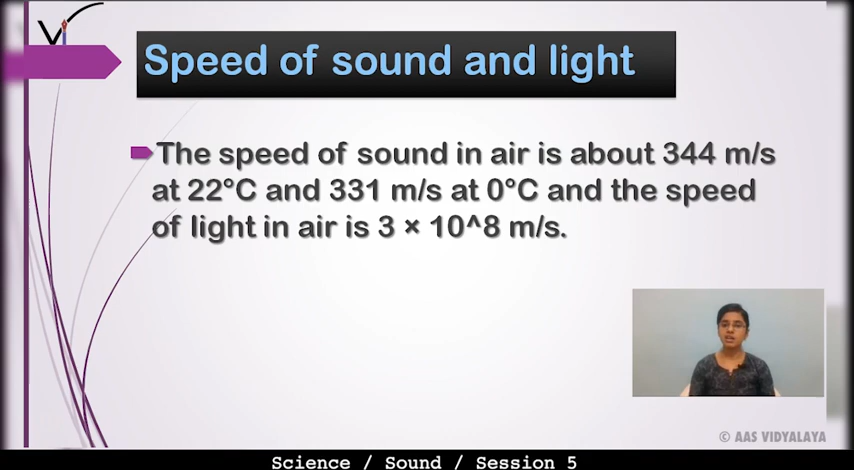 Vi
Speed of sound and light
The speed of sound in air is about 344 m/s
at 22°C and 331 m/s at 0°C and the speed
of light in air is 3 × 10^8 m/s.
© AAS VIDYALAYA
Science / Sound / Session 5